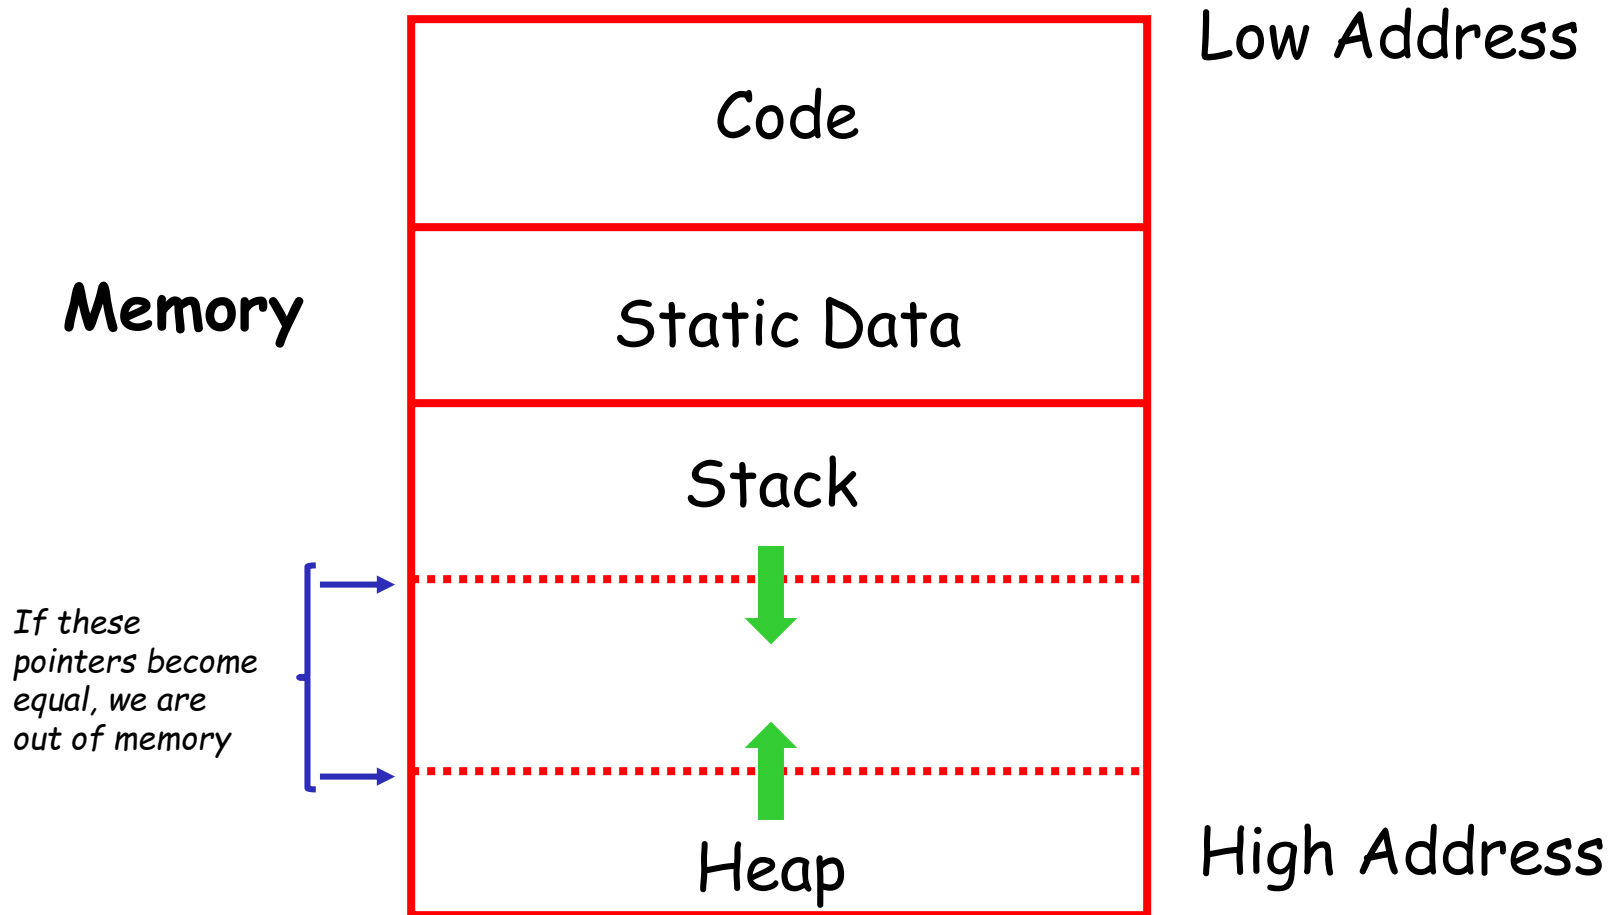 Low Address
Code
Memory
Static Data
Stack
If these
pointers become
equal, we are
out of memory
Heap
High Address